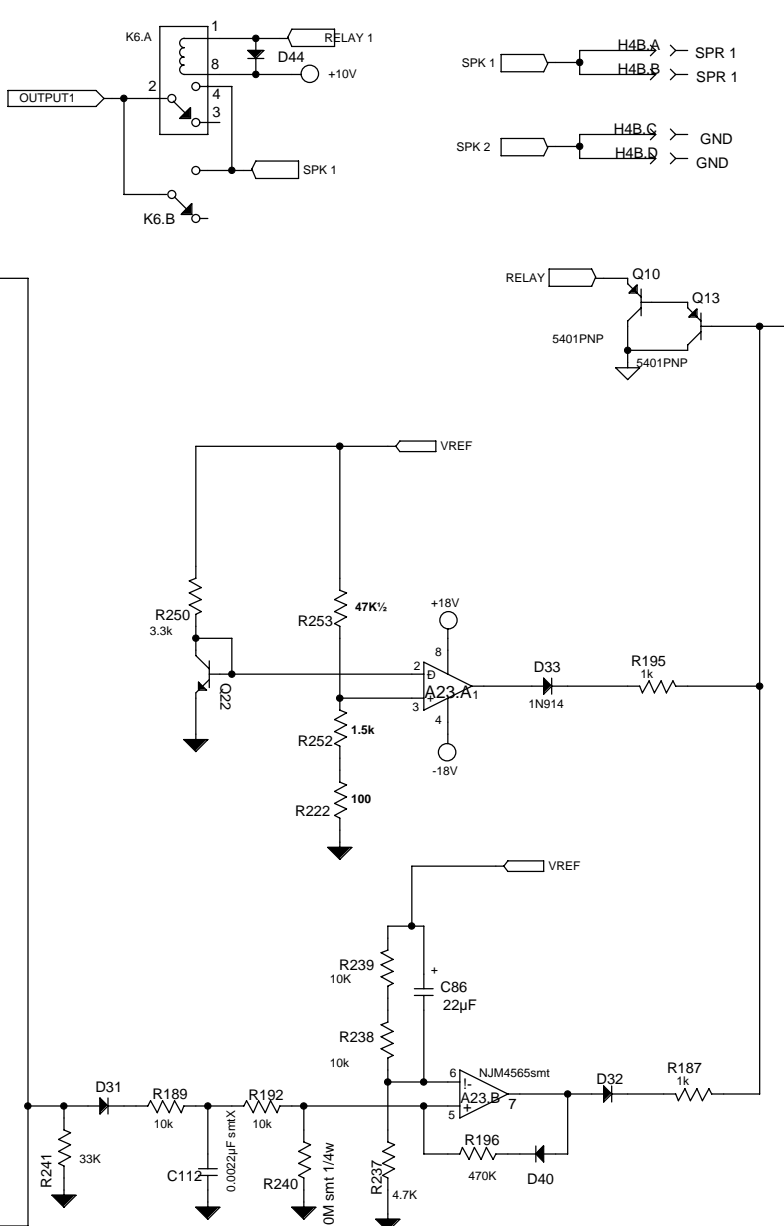 K6.A
1
RELAY 1
D44
8
+10V
4
2
OUTPUT1
3
SPK 1
K6.B
SPK 1
H4B.A
SPR 1
H4B.B
SPR 1
SPK 2
H4B.C
GND
H4B.D
GND
RELAY
Q10
Q13
5401PNP
5401PNP
VREF
R250
3.3k
R253
47K½
Q22
+18V
8
2
Đ
A23.A
1
3
+
4
-18V
R252
1.5k
R222
100
D33
1N914
R195
1k
VREF
R239
10K
+
C86
22µF
R238
10k
6
!-
NJM4565smt
A23.B
7
5
+
D32
R187
1k
R196
470K
D40
R237
4.7K
D31
R189
10k
R192
10k
R241
33K
C112
0.0022µF smtX
R240
0M smt 1/4w